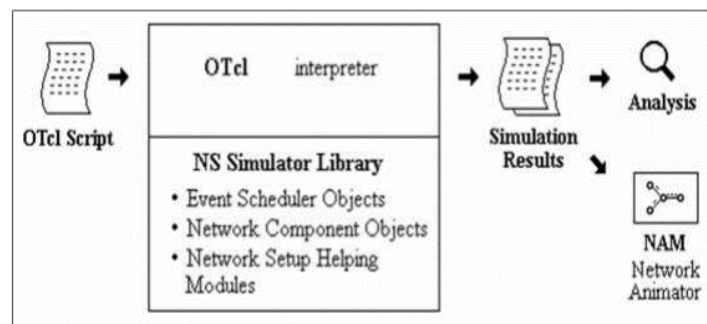 OTcl Script
OTcl interpreter
NS Simulator Library
• Event Scheduler Objects
• Network Component Objects
• Network Setup Helping
Modules
Simulation
Results
Analysis
NAM
Network
Animator